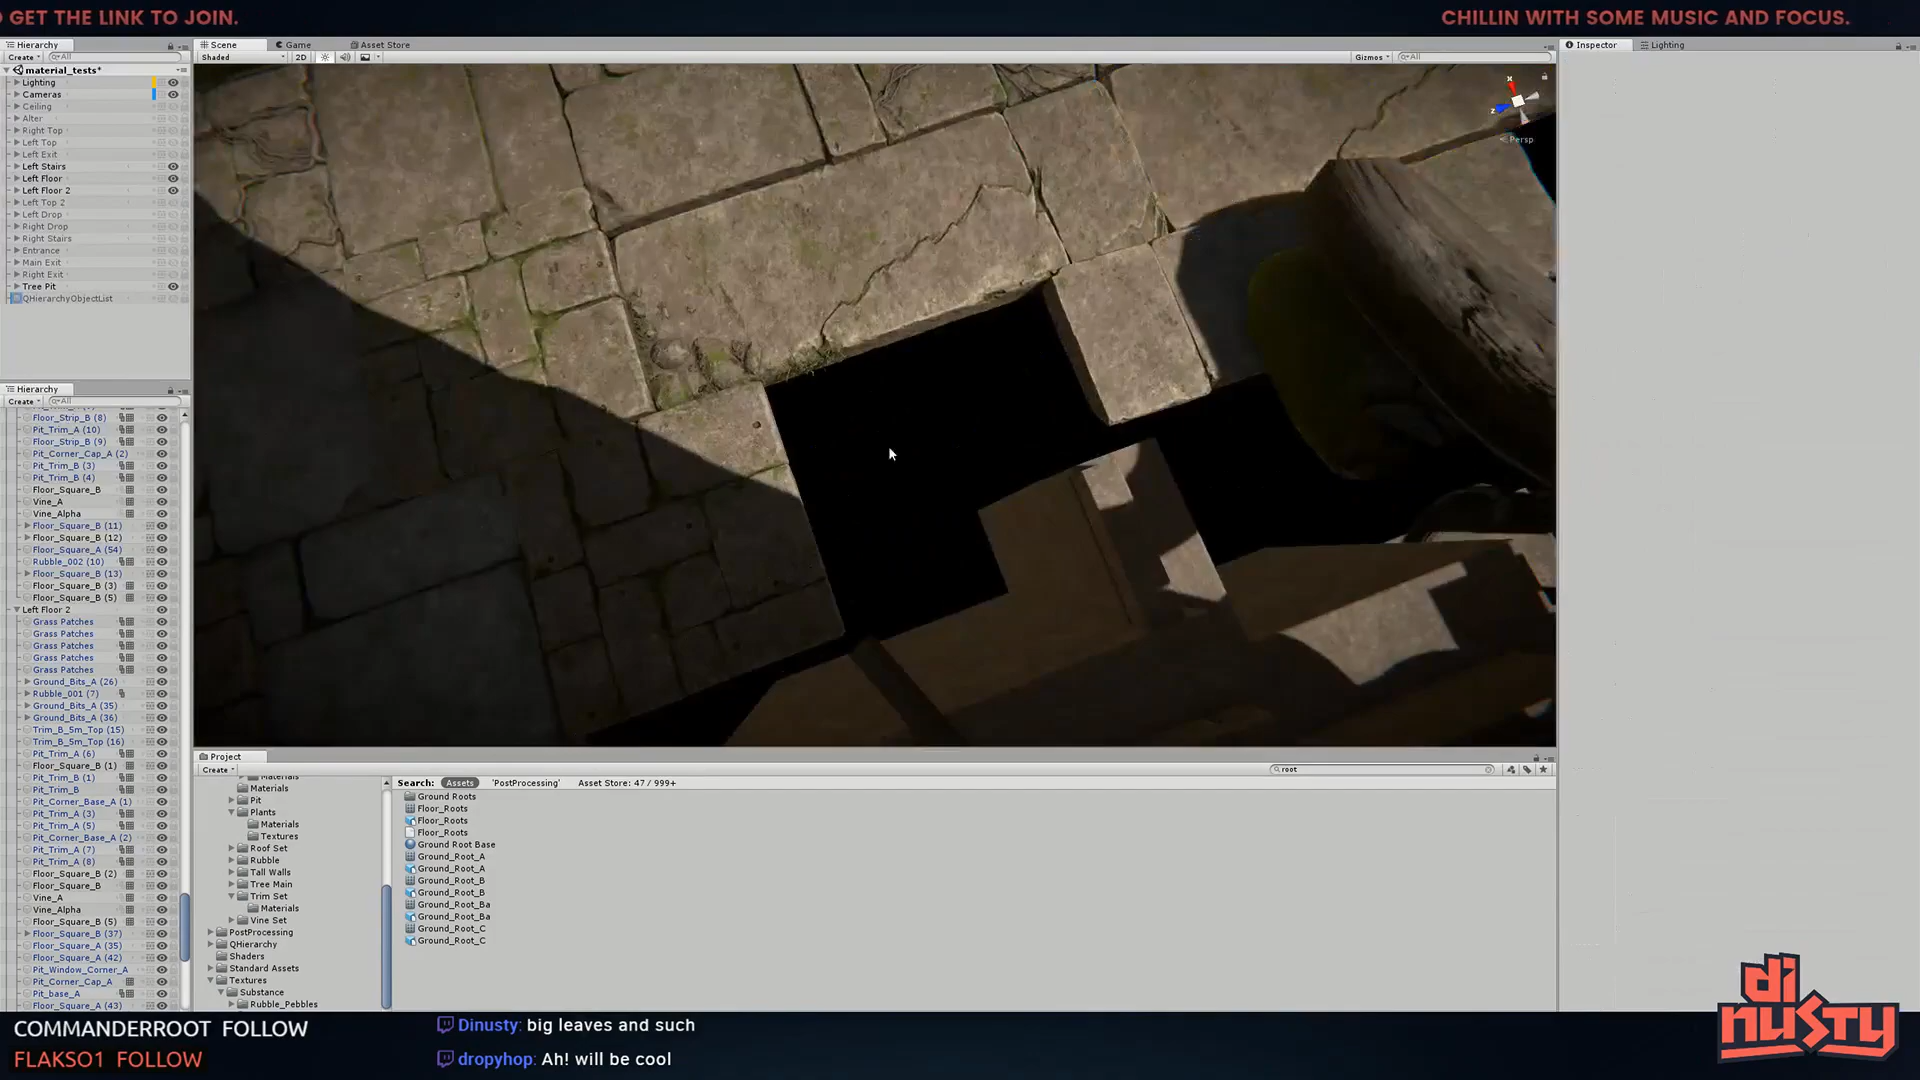 GET THE LINK TO JOIN.
CHILLIN WITH SOME MUSIC AND FOCUS.
Hierarchy
Scene
Game
Asset Store
Inspector
Lighting
Create
All
Shaded
2D
Gizmos
All
material_tests*
Lighting
Cameras
Ceiling
Alter
Right Top
Left Top
Left Exit
Left Stairs
Left Floor
Left Floor 2
Left Top 2
Left Drop
Right Drop
Right Stairs
Entrance
Main Exit
Right Exit
Tree Pit
QHierarchyObjectList
x
z
Persp
Hierarchy
Create
All
Floor_Strip_B (8)
Pit_Trim_A (10)
Floor_Strip_B (9)
Pit_Corner_Cap_A (2)
Pit_Trim_B (3)
Pit_Trim_B (4)
Floor_Square_B
Vine_A
Vine_Alpha
Floor_Square_B (11)
Floor_Square_B (12)
Floor_Square_A (54)
Rubble_002 (10)
Floor_Square_B (13)
Floor_Square_B (3)
Floor_Square_B (5)
Left Floor 2
Grass Patches
Grass Patches
Grass Patches
Grass Patches
Grass Patches
Ground_Bits_A (26)
Rubble_001 (7)
Ground_Bits_A (35)
Ground_Bits_A (36)
Trim_B_5m_Top (15)
Trim_B_5m_Top (16)
Pit_Trim_A (6)
Floor_Square_B (1)
Pit_Trim_B (1)
Pit_Trim_B
Pit_Corner_Base_A (1)
Pit_Trim_A (3)
Pit_Trim_A (5)
Pit_Corner_Base_A (2)
Pit_Trim_A (7)
Pit_Trim_A (8)
Floor_Square_B (2)
Floor_Square_B
Vine_A
Vine_Alpha
Floor_Square_B (5)
Floor_Square_B (37)
Floor_Square_A (35)
Floor_Square_A (42)
Pit_Window_Corner_A
Pit_Corner_Cap_A
Pit_base_A
Floor_Square_A (43)
Project
Create
root
Materials
Materials
Pit
Plants
Materials
Textures
Roof Set
Rubble
Tall Walls
Tree Main
Trim Set
Materials
Vine Set
PostProcessing
QHierarchy
Shaders
Standard Assets
Textures
Substance
Rubble_Pebbles
Search: Assets 'PostProcessing' Asset Store: 47 / 999+
Ground Roots
Floor_Roots
Floor_Roots
Floor_Roots
Ground Root Base
Ground_Root_A
Ground_Root_A
Ground_Root_B
Ground_Root_B
Ground_Root_Ba
Ground_Root_Ba
Ground_Root_C
Ground_Root_C
COMMANDERROOT FOLLOW
FLAKSO1 FOLLOW
Dinusty: big leaves and such
dropyhop: Ah! will be cool
di
nusty